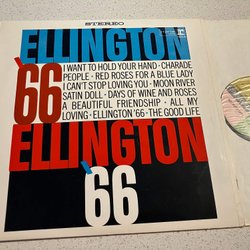 STEREO
ELLINGTON
'66
I WANT TO HOLD YOUR HAND · CHARADE
PEOPLE · RED ROSES FOR A BLUE LADY
I CAN'T STOP LOVING YOU · MOON RIVER
SATIN DOLL · DAYS OF WINE AND ROSES
A BEAUTIFUL FRIENDSHIP · ALL MY
LOVING · ELLINGTON '66 · THE GOOD LIFE
ELLINGTON
'66